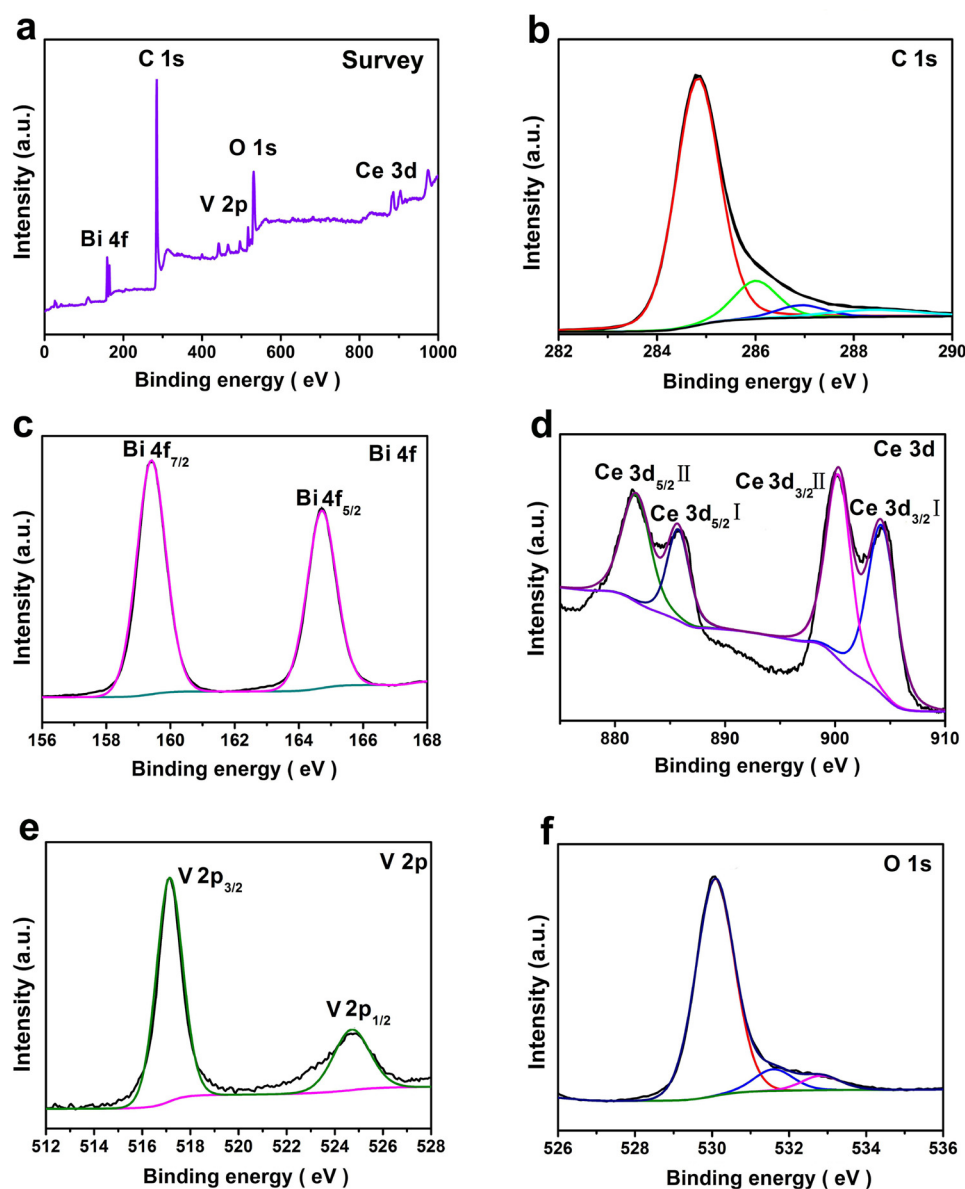 a
Survey
C 1s
O 1s
Ce 3d
V 2p
Bi 4f
Intensity (a.u.)
0 200 400 600 800 1000
Binding energy ( eV )
b
C 1s
Intensity (a.u.)
282 284 286 288 290
Binding energy ( eV )
c
Bi 4f
Bi 4f7/2
Bi 4f5/2
Intensity (a.u.)
156 158 160 162 164 166 168
Binding energy ( eV )
d
Ce 3d
Ce 3d5/2 II
Ce 3d5/2 I
Ce 3d3/2 II
Ce 3d3/2 I
Intensity (a.u.)
880 890 900 910
Binding energy ( eV )
e
V 2p
V 2p3/2
V 2p1/2
Intensity (a.u.)
512 514 516 518 520 522 524 526 528
Binding energy ( eV )
f
O 1s
Intensity (a.u.)
526 528 530 532 534 536
Binding energy ( eV )